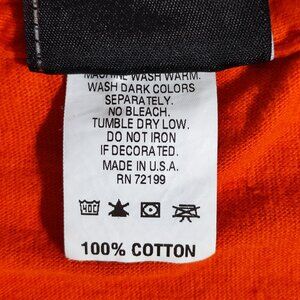 MACHINE WASH WARM.
WASH DARK COLORS
SEPARATELY.
NO BLEACH.
TUMBLE DRY LOW.
DO NOT IRON
IF DECORATED.
MADE IN U.S.A.
RN 72199
40C
100% COTTON